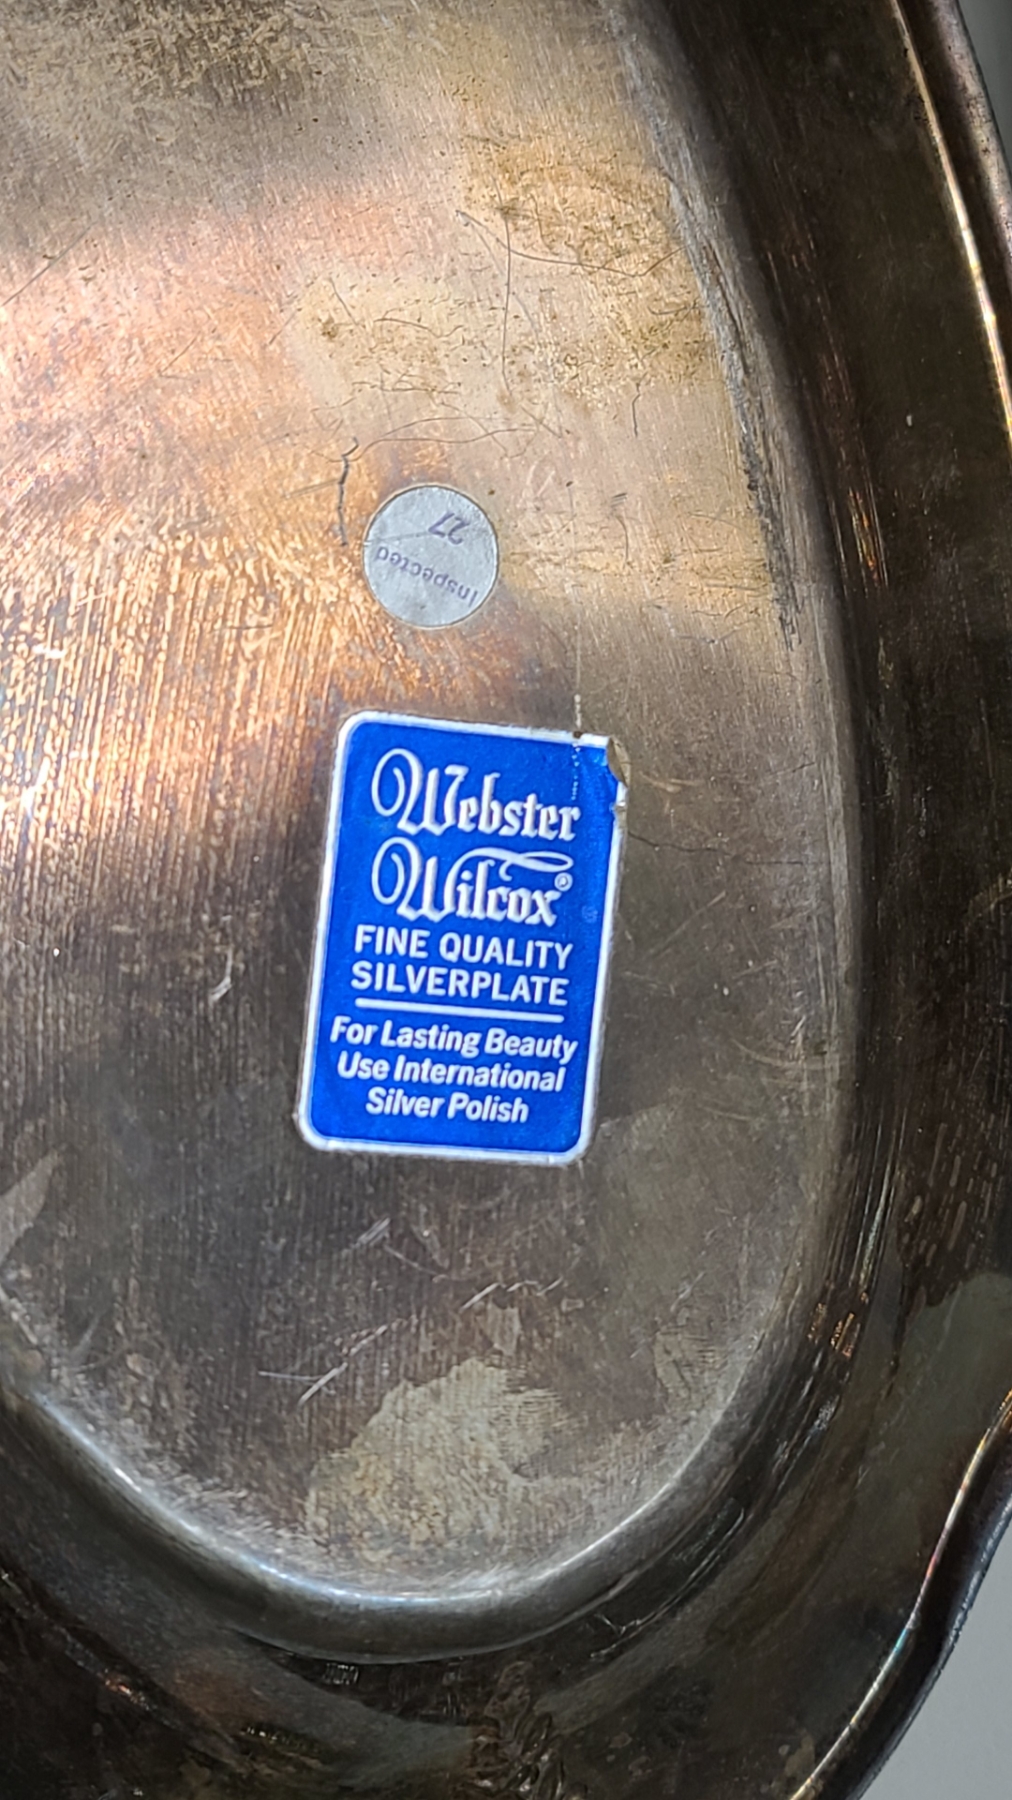 Inspected
27
Webster
Wilcox®
FINE QUALITY
SILVERPLATE
For Lasting Beauty
Use International
Silver Polish